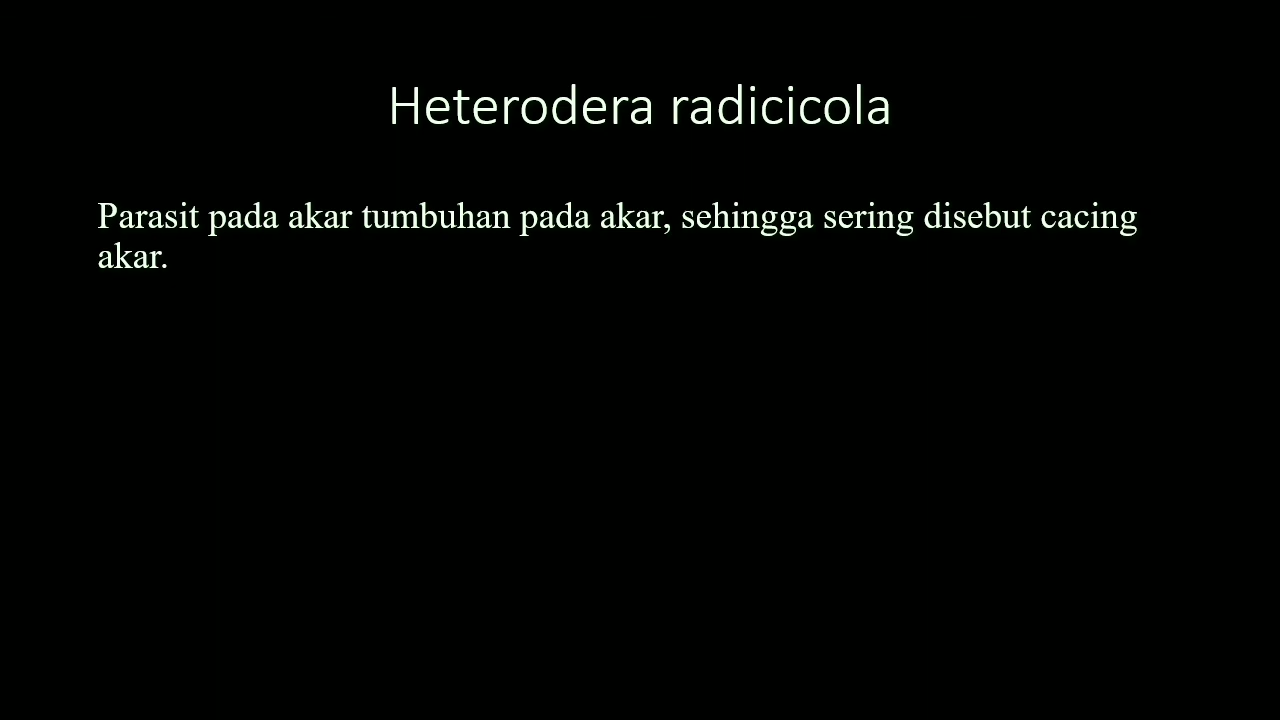 Heterodera radicicola
Parasit pada akar tumbuhan pada akar, sehingga sering disebut cacing
akar.